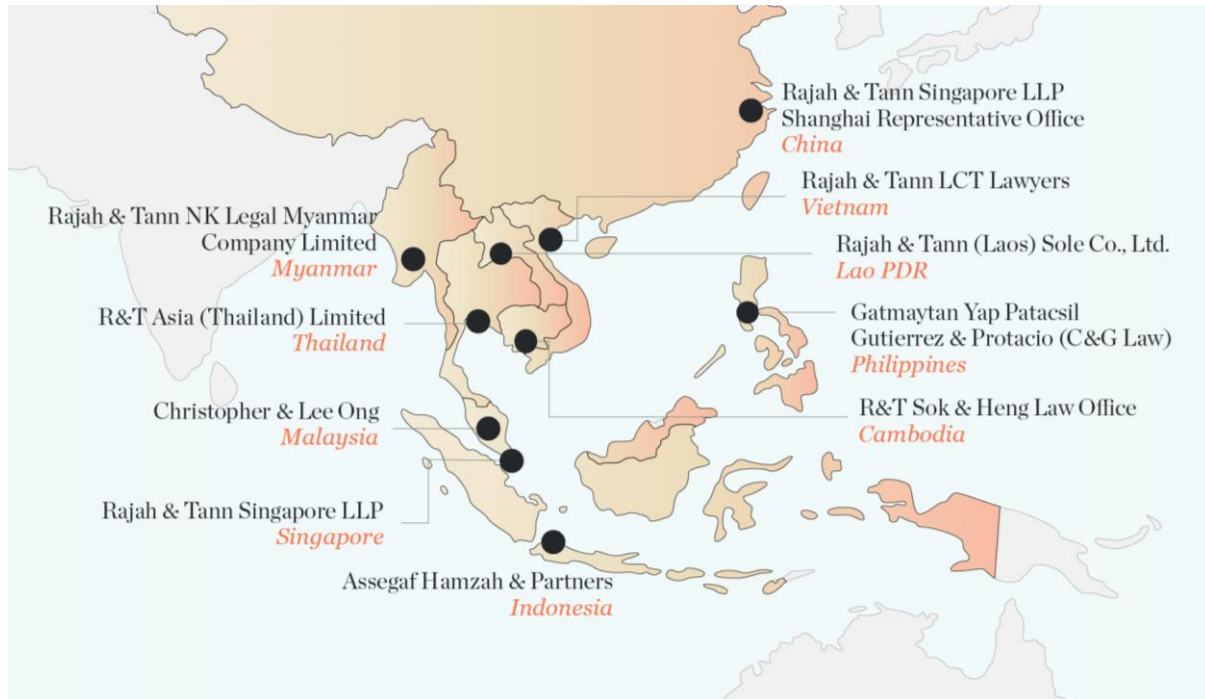 Rajah & Tann Singapore LLP
Shanghai Representative Office
China
Rajah & Tann LCT Lawyers
Vietnam
Rajah & Tann NK Legal Myanmar
Company Limited
Myanmar
Rajah & Tann (Laos) Sole Co., Ltd.
Lao PDR
R&T Asia (Thailand) Limited
Thailand
Gatmaytan Yap Patacsil
Gutierrez & Protacio (C&G Law)
Philippines
Christopher & Lee Ong
Malaysia
R&T Sok & Heng Law Office
Cambodia
Rajah & Tann Singapore LLP
Singapore
Assegaf Hamzah & Partners
Indonesia